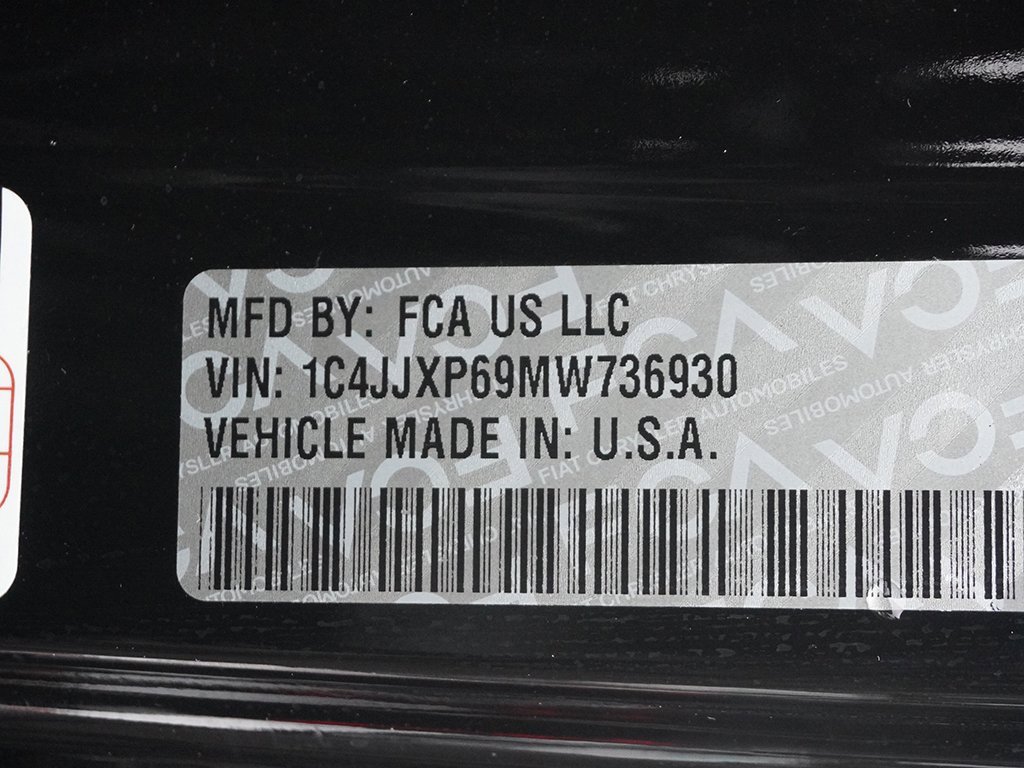 MFD BY: FCA US LLC
VIN: 1C4JJXP69MW736930
VEHICLE MADE IN: U.S.A.